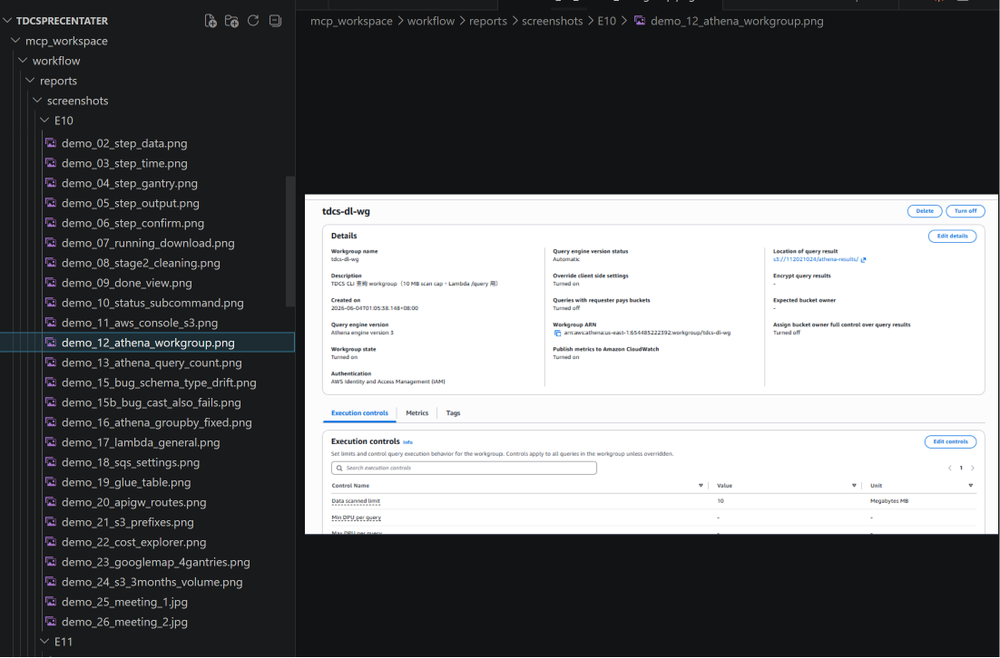 TDCSPRECENTATER
mcp_workspace
workflow
reports
screenshots
E10
demo_02_step_data.png
demo_03_step_time.png
demo_04_step_gantry.png
demo_05_step_output.png
demo_06_step_confirm.png
demo_07_running_download.png
demo_08_stage2_cleaning.png
demo_09_done_view.png
demo_10_status_subcommand.png
demo_11_aws_console_s3.png
demo_12_athena_workgroup.png
demo_13_athena_query_count.png
demo_15_bug_schema_type_drift.png
demo_15b_bug_cast_also_fails.png
demo_16_athena_groupby_fixed.png
demo_17_lambda_general.png
demo_18_sqs_settings.png
demo_19_glue_table.png
demo_20_apigw_routes.png
demo_21_s3_prefixes.png
demo_22_cost_explorer.png
demo_23_googlemap_4gantries.png
demo_24_s3_3months_volume.png
demo_25_meeting_1.jpg
demo_26_meeting_2.jpg
E11
mcp_workspace > workflow > reports > screenshots > E10 > demo_12_athena_workgroup.png
tdcs-dl-wg
Delete
Turn off
Details
Edit details
Workgroup name
tdcs-dl-wg
Description
TDCS CLI 查詢 workgroup（10 MB scan cap、Lambda /query 用）
Created on
2026-06-04T01:05:38.148+08:00
Query engine version
Athena engine version 3
Workgroup state
Turned on
Authentication
AWS Identity and Access Management (IAM)
Query engine version status
Automatic
Override client side settings
Turned on
Queries with requester pays buckets
Turned off
Workgroup ARN
arn:aws:athena:us-east-1:654485222392:workgroup/tdcs-dl-wg
Publish metrics to Amazon CloudWatch
Turned on
Location of query result
s3://112021024/athena-results/
Encrypt query results
-
Expected bucket owner
-
Assign bucket owner full control over query results
Turned off
Execution controls
Metrics
Tags
Execution controls Info
Edit controls
Set limits and control query execution behavior for the workgroup. Controls apply to all queries in the workgroup unless overridden.
Search execution controls
1
Control Name
Value
Unit
Data scanned limit
10
Megabytes MB
Min DPU per query
-
-
Max DPU per query